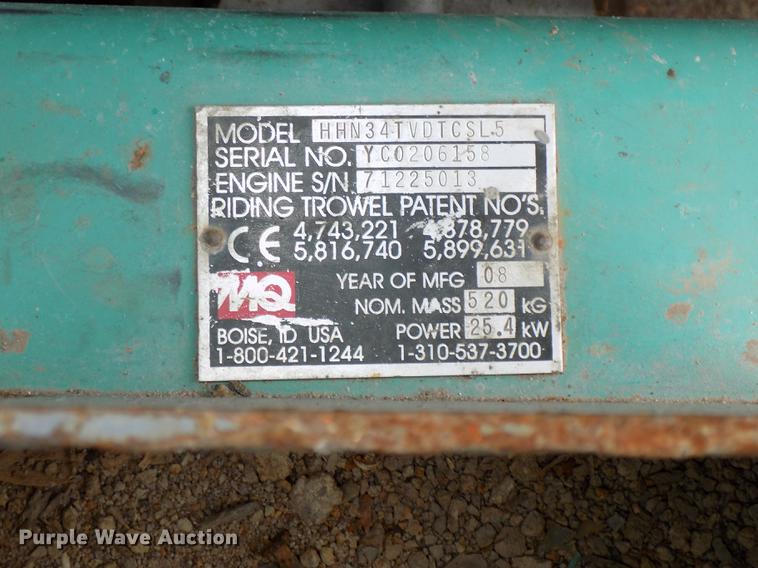 MODEL HHN34TVDTCSL5
SERIAL NO. YC0206158
ENGINE S/N 71225013
RIDING TROWEL PATENT NO'S.
CE 4,743,221 4,878,779
5,816,740 5,899,631
MQ YEAR OF MFG 08
NOM. MASS 520 KG
BOISE, ID USA POWER 25.4 kW
1-800-421-1244 1-310-537-3700
Purple Wave Auction